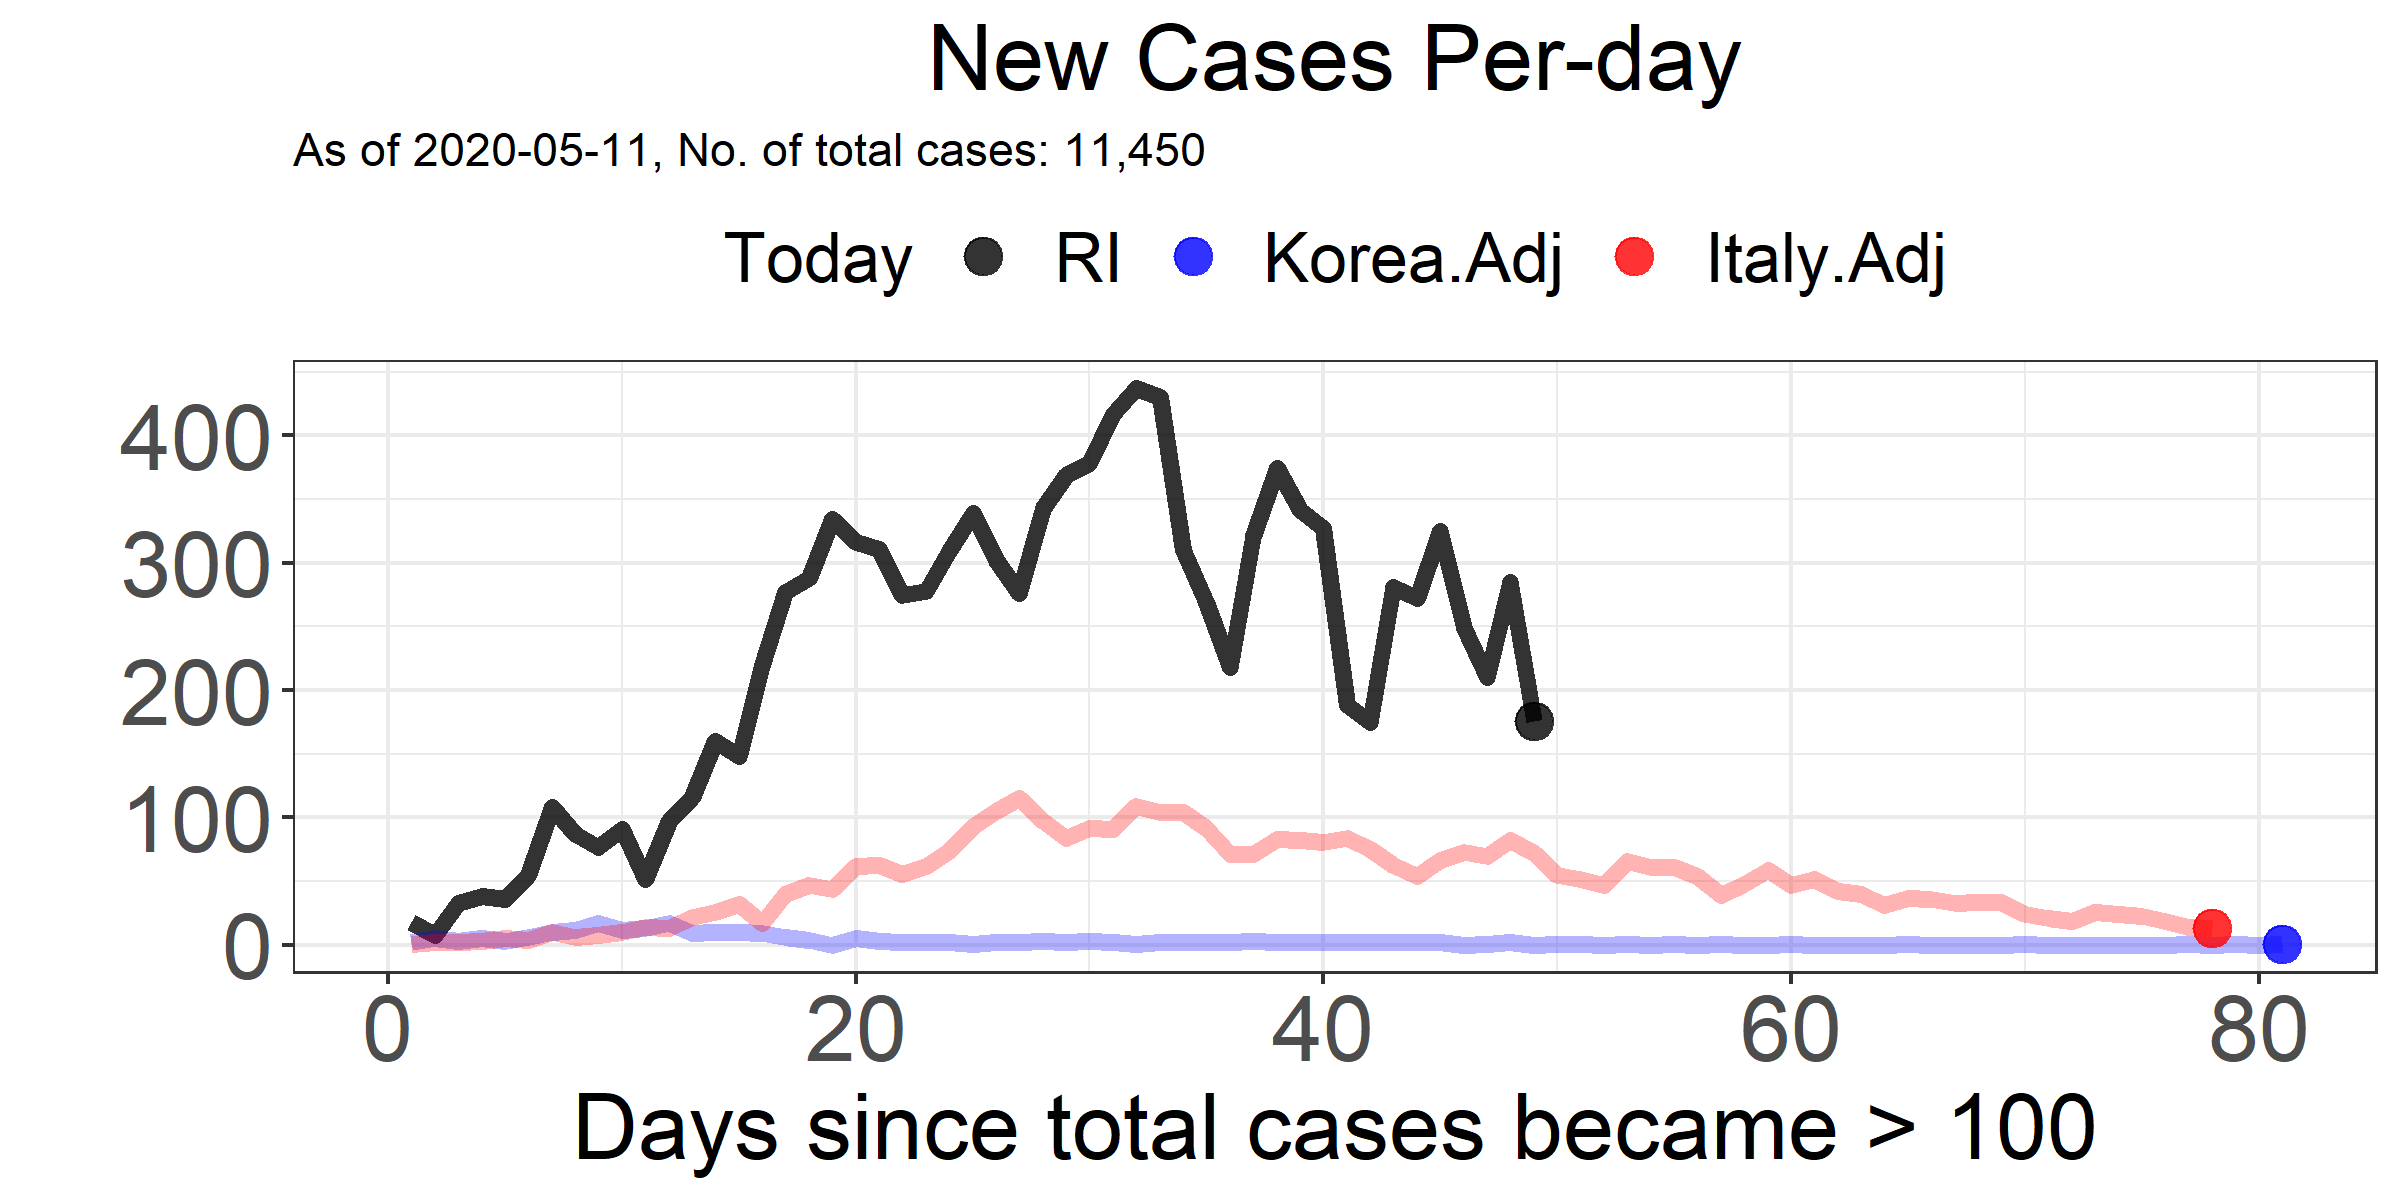 New Cases Per-day
As of 2020-05-11, No. of total cases: 11,450
Today RI Korea.Adj Italy.Adj
400
300
200
100
0
0 20 40 60 80
Days since total cases became > 100